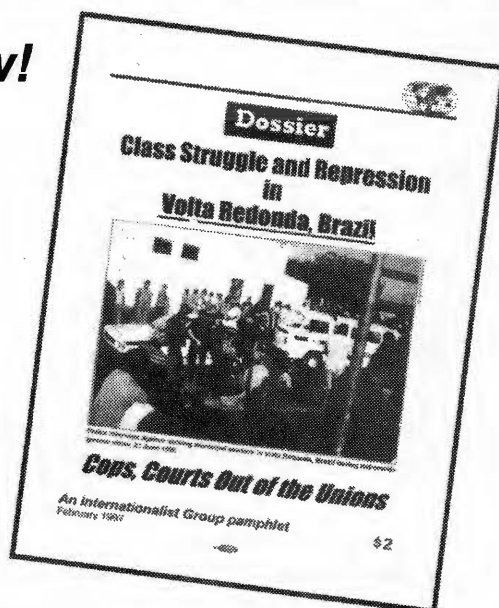 w!
Dossier
Class Struggle and Repression
in
Volta Redonda, Brazil
Cops, Courts Out of the Unions
An Internationalist Group pamphlet
February
$2